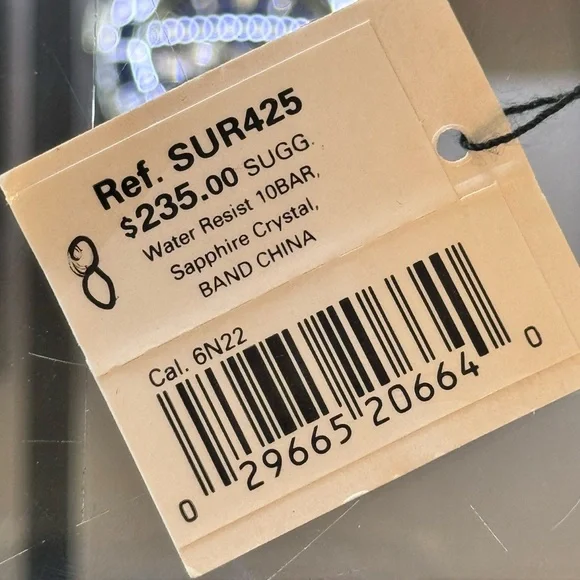 Ref. SUR425
$235.00 SUGG.
Water Resist 10BAR,
Sapphire Crystal,
BAND CHINA
8
Cal. 6N22
0 29665 20664 0